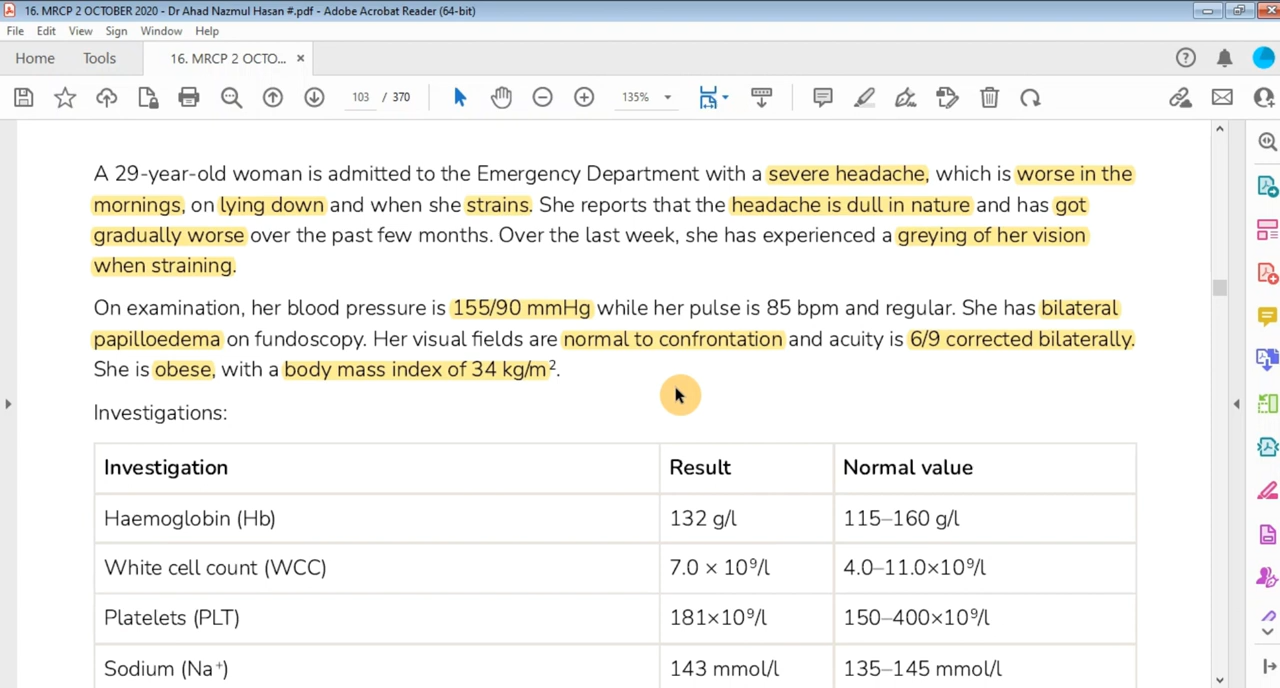 16. MRCP 2 OCTOBER 2020 - Dr Ahad Nazmul Hasan #.pdf - Adobe Acrobat Reader (64-bit)
File Edit View Sign Window Help
Home Tools 16. MRCP 2 OCTO... ×
103 / 370 135%
A 29-year-old woman is admitted to the Emergency Department with a severe headache, which is worse in the
mornings, on lying down and when she strains. She reports that the headache is dull in nature and has got
gradually worse over the past few months. Over the last week, she has experienced a greying of her vision
when straining.
On examination, her blood pressure is 155/90 mmHg while her pulse is 85 bpm and regular. She has bilateral
papilloedema on fundoscopy. Her visual fields are normal to confrontation and acuity is 6/9 corrected bilaterally.
She is obese, with a body mass index of 34 kg/m².
Investigations:
Investigation Result Normal value
Haemoglobin (Hb) 132 g/l 115–160 g/l
White cell count (WCC) 7.0 × 10⁹/l 4.0–11.0×10⁹/l
Platelets (PLT) 181×10⁹/l 150–400×10⁹/l
Sodium (Na⁺) 143 mmol/l 135–145 mmol/l